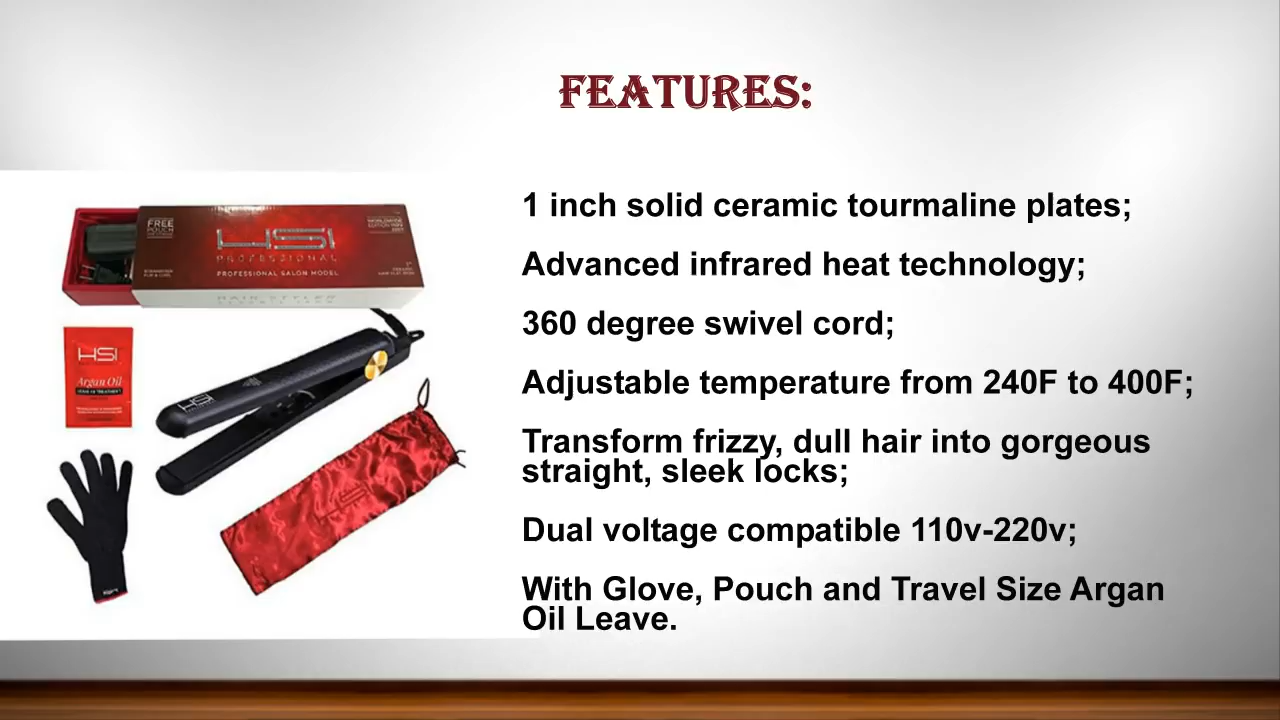 FEATURES:
FREE
POUCH
HSI
PROFESSIONAL
PROFESSIONAL SALON MODEL
HSI
Argan Oil
HSI
1 inch solid ceramic tourmaline plates;
Advanced infrared heat technology;
360 degree swivel cord;
Adjustable temperature from 240F to 400F;
Transform frizzy, dull hair into gorgeous
straight, sleek locks;
Dual voltage compatible 110v-220v;
With Glove, Pouch and Travel Size Argan
Oil Leave.